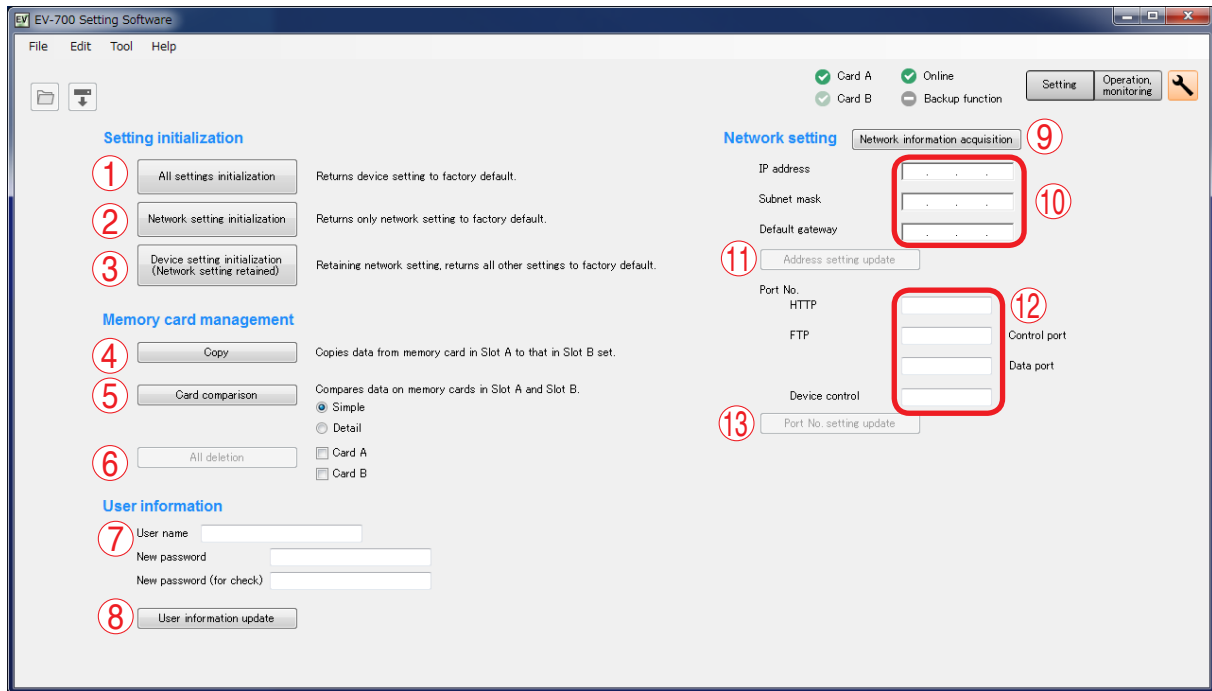 EV EV-700 Setting Software
File Edit Tool Help
Card A Online
Card B Backup function
Setting
Operation,
monitoring
Setting initialization
① All settings initialization Returns device setting to factory default.
② Network setting initialization Returns only network setting to factory default.
③ Device setting initialization
(Network setting retained) Retaining network setting, returns all other settings to factory default.
Memory card management
④ Copy Copies data from memory card in Slot A to that in Slot B set.
⑤ Card comparison Compares data on memory cards in Slot A and Slot B.
Simple
Detail
⑥ All deletion Card A
Card B
User information
⑦ User name
New password
New password (for check)
⑧ User information update
Network setting Network information acquisition ⑨
IP address . . .
Subnet mask . . . ⑩
Default gateway . . .
⑪ Address setting update
Port No.
HTTP ⑫
FTP Control port
Data port
Device control
⑬ Port No. setting update